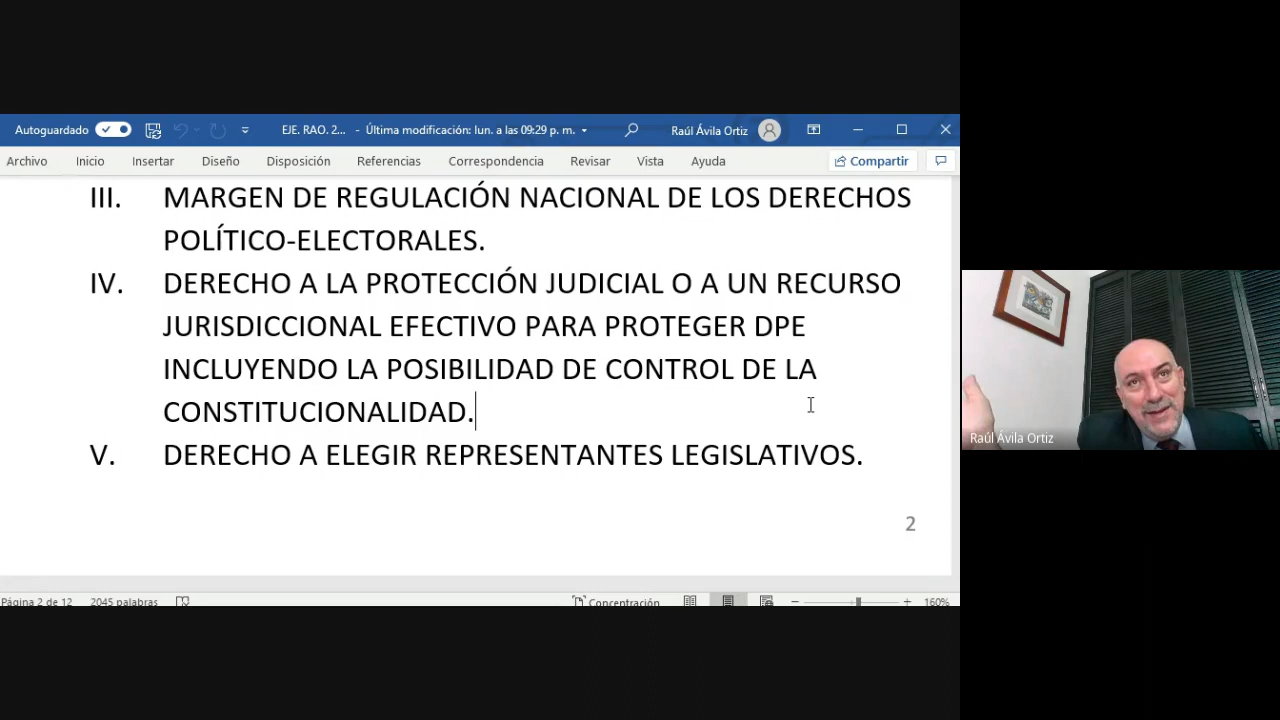 Autoguardado
EJE. RAO. 2... - Última modificación: lun. a las 09:29 p. m.
Raúl Ávila Ortiz
Archivo Inicio Insertar Diseño Disposición Referencias Correspondencia Revisar Vista Ayuda Compartir
III. MARGEN DE REGULACIÓN NACIONAL DE LOS DERECHOS
POLÍTICO-ELECTORALES.
IV. DERECHO A LA PROTECCIÓN JUDICIAL O A UN RECURSO
JURISDICCIONAL EFECTIVO PARA PROTEGER DPE
INCLUYENDO LA POSIBILIDAD DE CONTROL DE LA
CONSTITUCIONALIDAD.
V. DERECHO A ELEGIR REPRESENTANTES LEGISLATIVOS.
2
Página 2 de 12 2045 palabras Concentración 160%
Raúl Ávila Ortiz